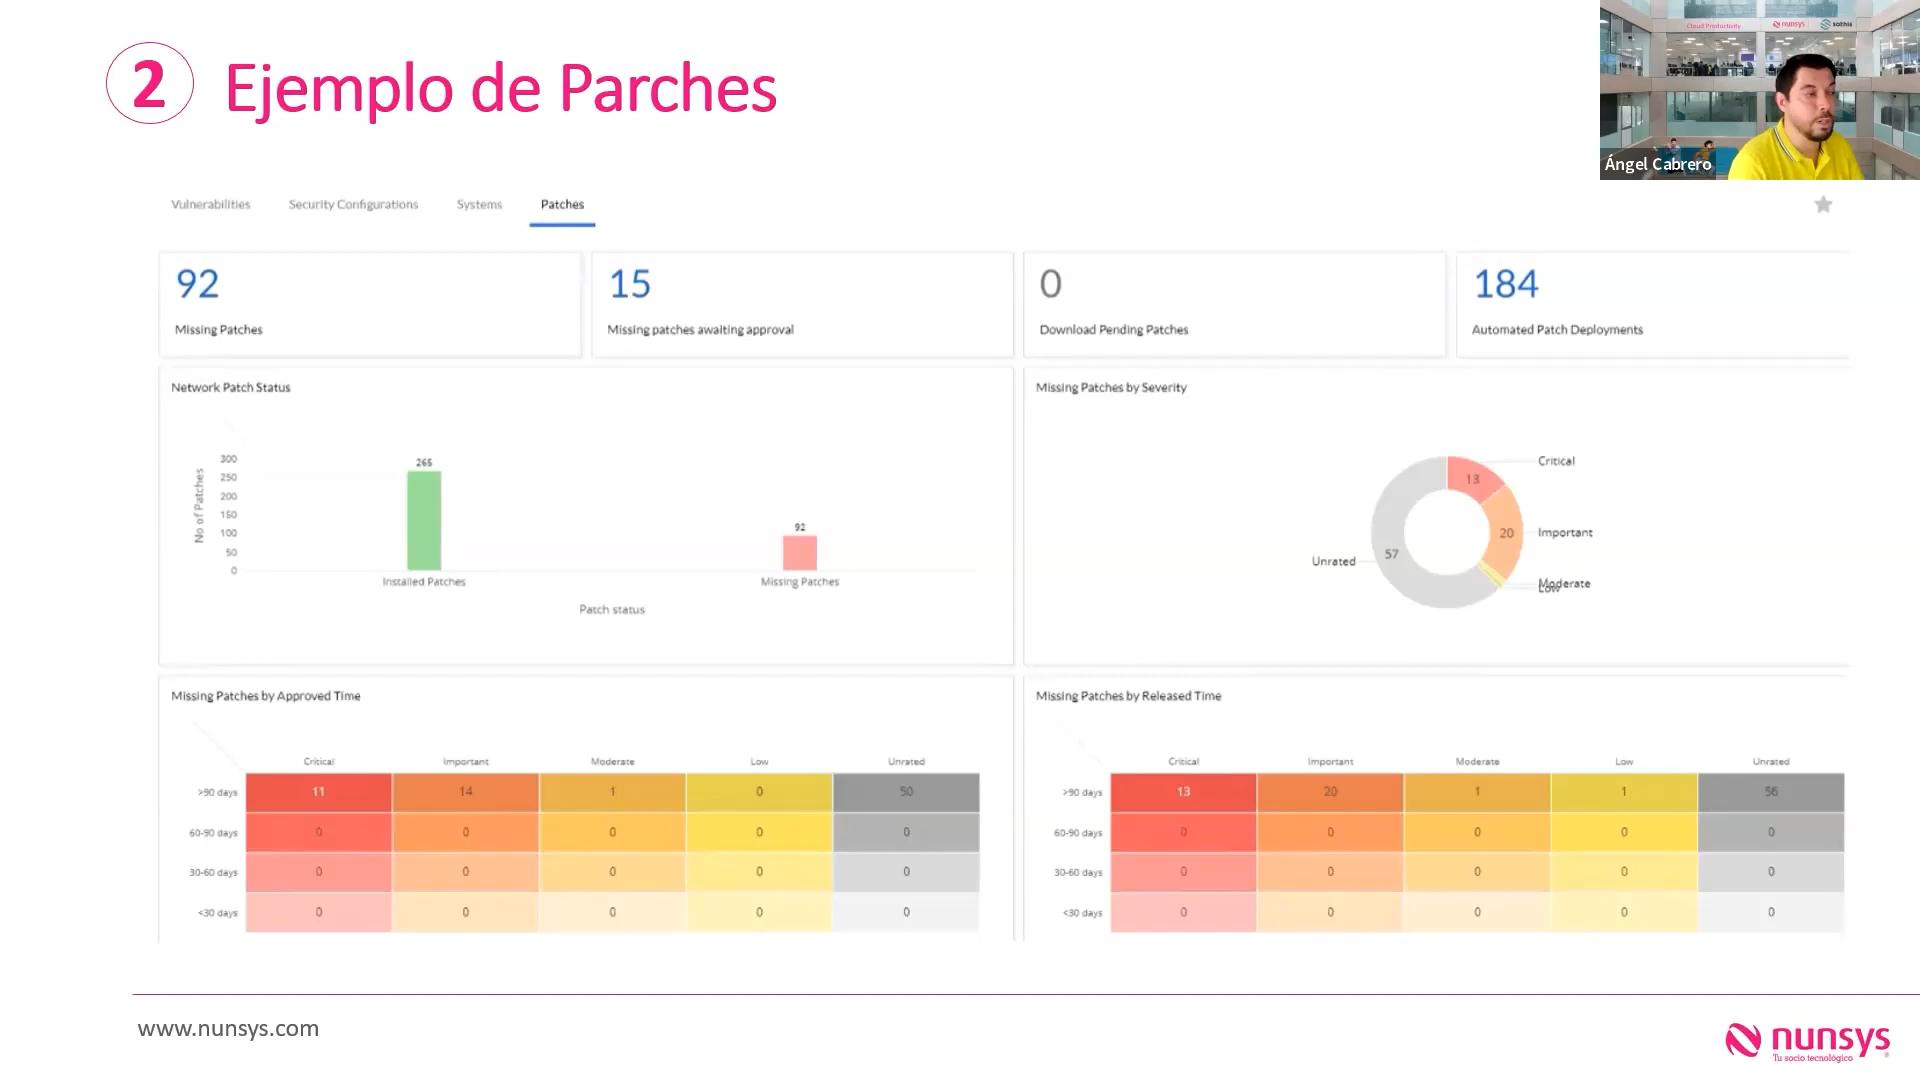 2 Ejemplo de Parches
Cloud Productivity nunsys sothis
Ángel Cabrero
Vulnerabilities Security Configurations Systems Patches
92 15 0 184
Missing Patches Missing patches awaiting approval Download Pending Patches Automated Patch Deployments
Network Patch Status
No of Patches
300
250
200
150
100
50
0
265
92
Installed Patches Missing Patches
Patch status
Missing Patches by Severity
Critical
13
Important
20
Moderate
Low
Unrated
57
Missing Patches by Approved Time
Critical Important Moderate Low Unrated
>90 days 11 14 1 0 50
60-90 days 0 0 0 0 0
30-60 days 0 0 0 0 0
<30 days 0 0 0 0 0
Missing Patches by Released Time
Critical Important Moderate Low Unrated
>90 days 13 20 1 1 56
60-90 days 0 0 0 0 0
30-60 days 0 0 0 0 0
<30 days 0 0 0 0 0
www.nunsys.com
nunsys
Tu socio tecnológico